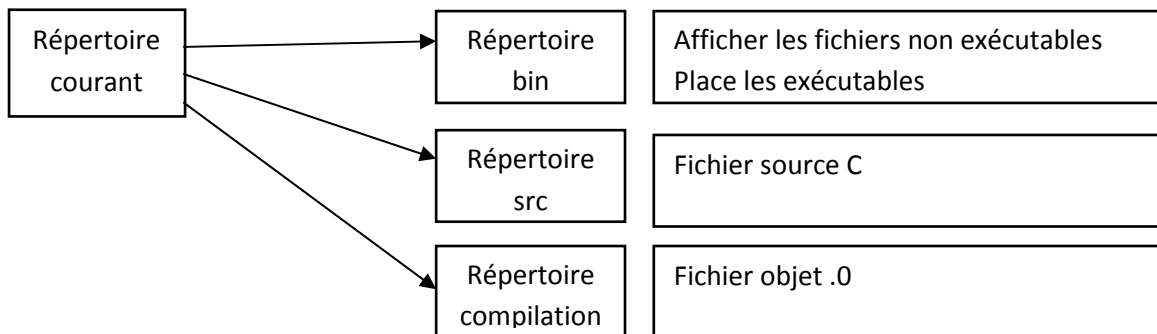 Répertoire
courant
Répertoire
bin
Afficher les fichiers non exécutables
Place les exécutables
Répertoire
src
Fichier source C
Répertoire
compilation
Fichier objet .0